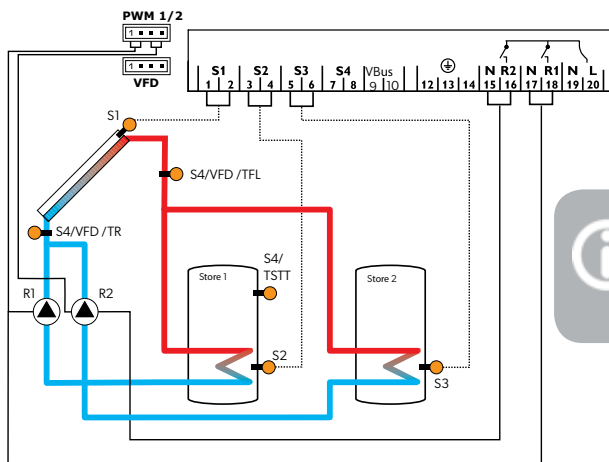 PWM 1/2
1
VFD
1
S1 S2 S3 S4 VBus N R2 N R1 N L
1 2 3 4 5 6 7 8 9 10 12 13 14 15 16 17 18 19 20
S1
S4/VFD /TFL
S4/VFD /TR
R1
R2
Store 1
S4/
TSTT
S2
Store 2
S3
i